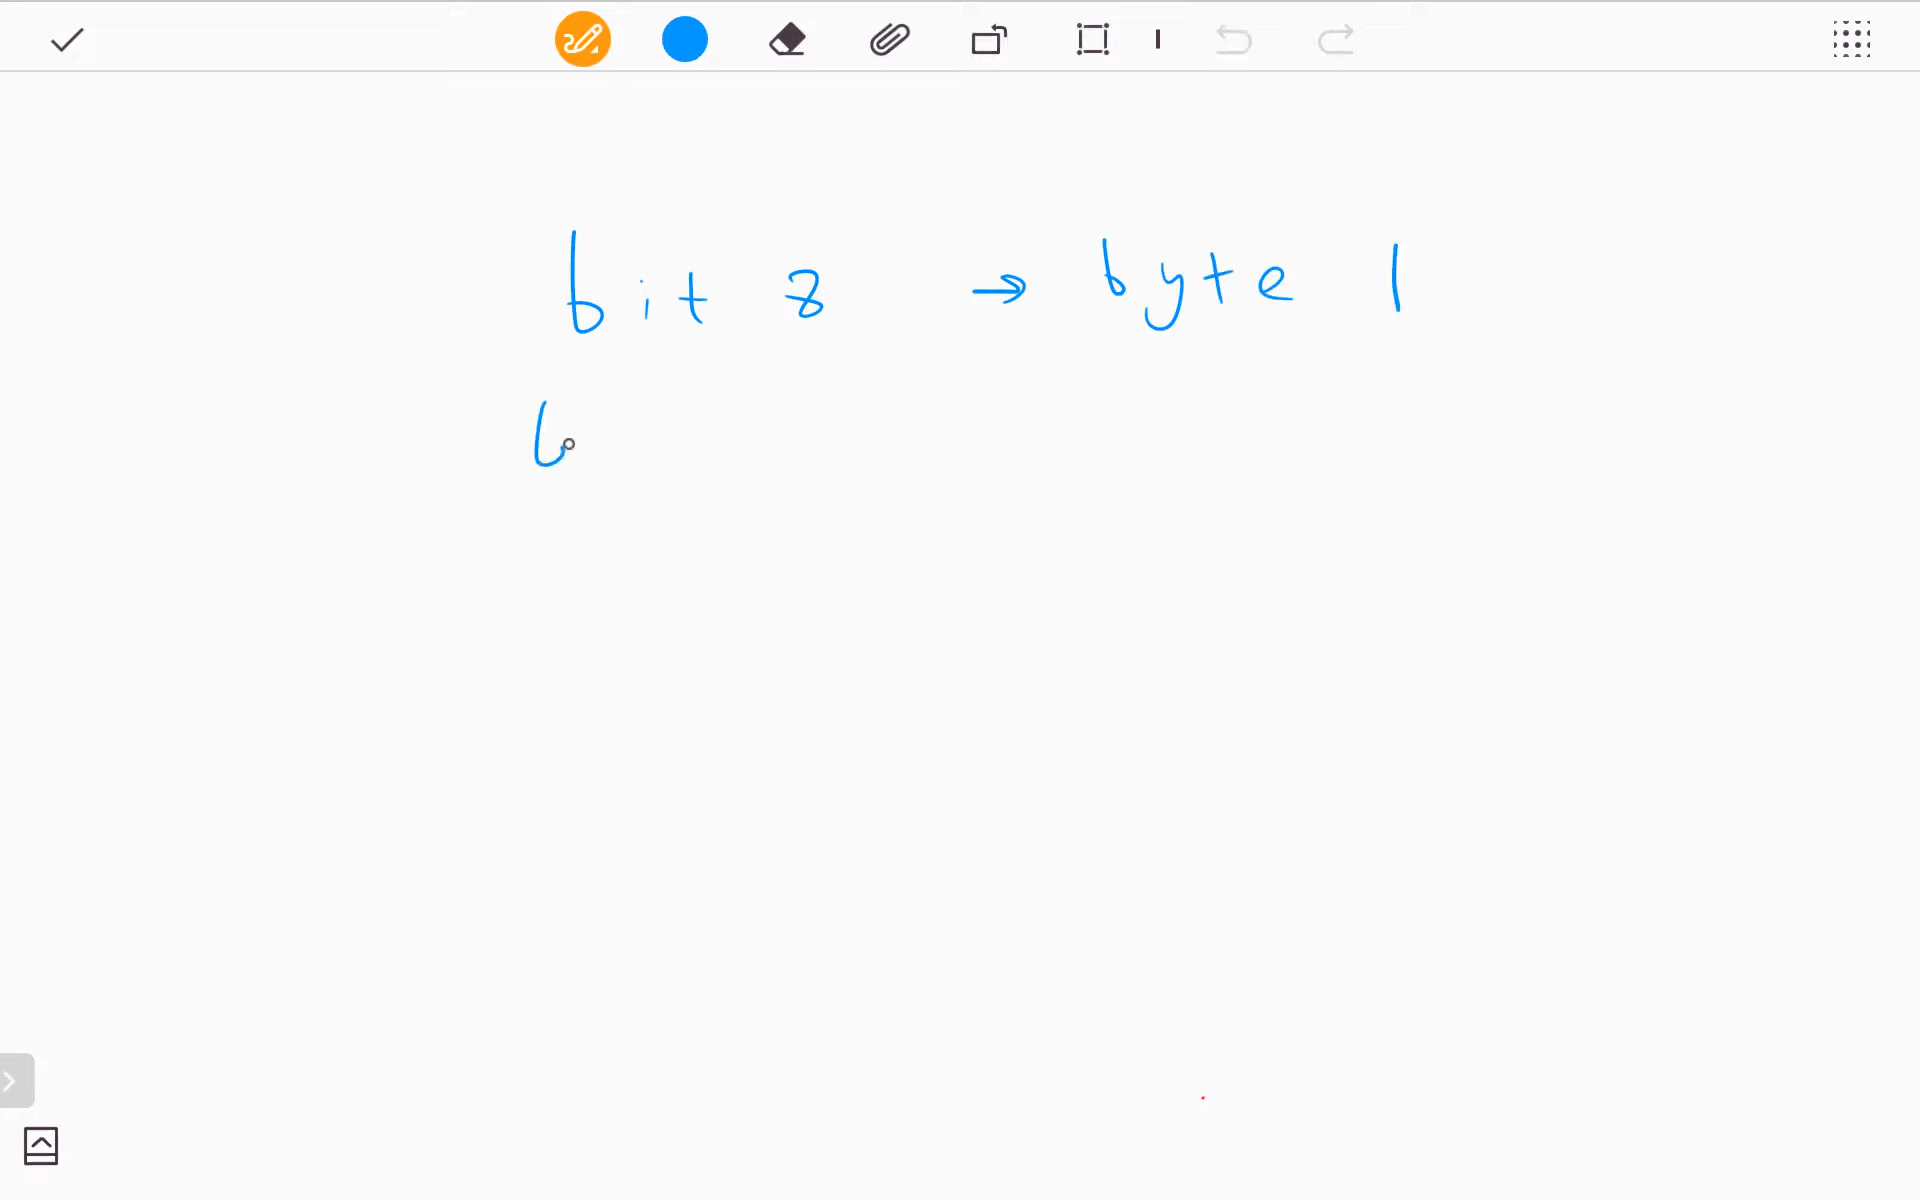 bit 8 → byte 1
b